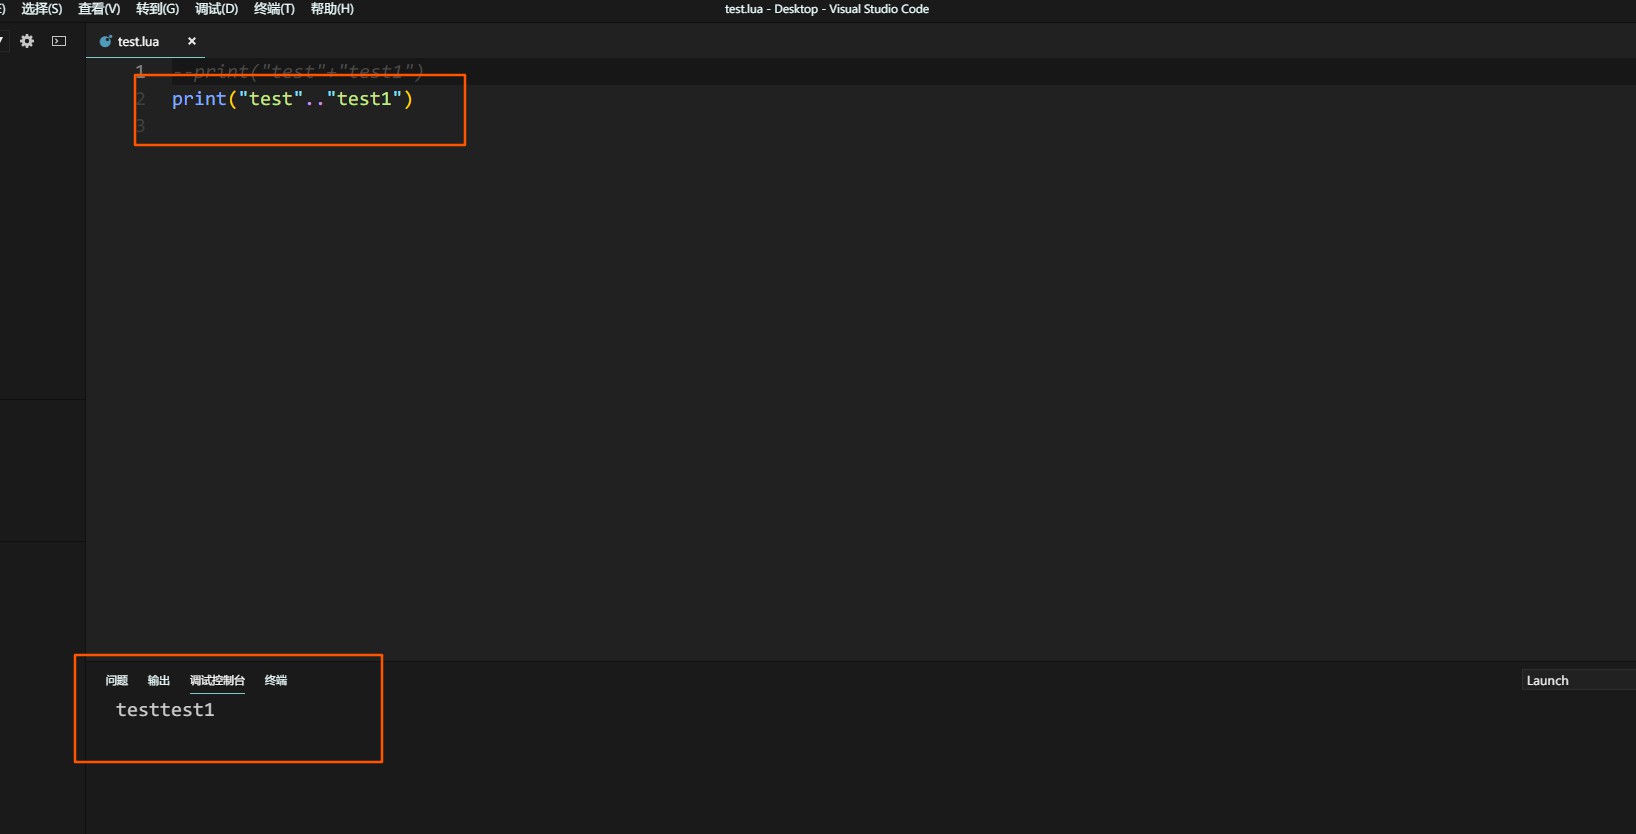 选择(S) 查看(V) 转到(G) 调试(D) 终端(T) 帮助(H) test.lua - Desktop - Visual Studio Code
test.lua
1 --print("test"+"test1")
2 print("test".."test1")
3
问题 输出 调试控制台 终端 Launch
testtest1